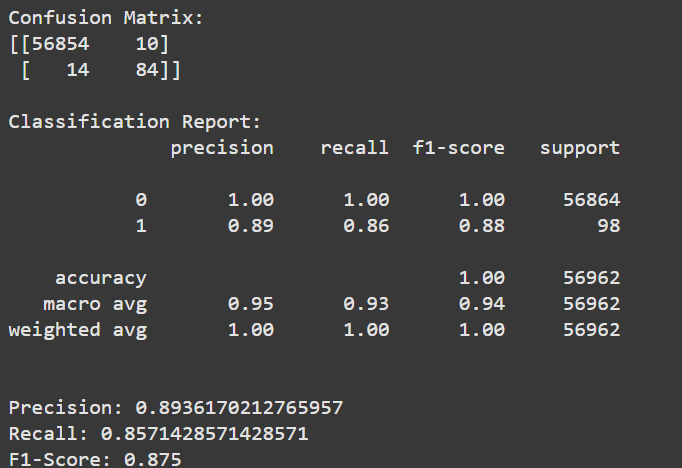 Confusion Matrix:
[[56854    10]
 [   14    84]]
Classification Report:
              precision    recall  f1-score   support
           0       1.00      1.00      1.00     56864
           1       0.89      0.86      0.88        98
    accuracy                           1.00     56962
   macro avg       0.95      0.93      0.94     56962
weighted avg       1.00      1.00      1.00     56962
Precision: 0.8936170212765957
Recall: 0.8571428571428571
F1-Score: 0.875